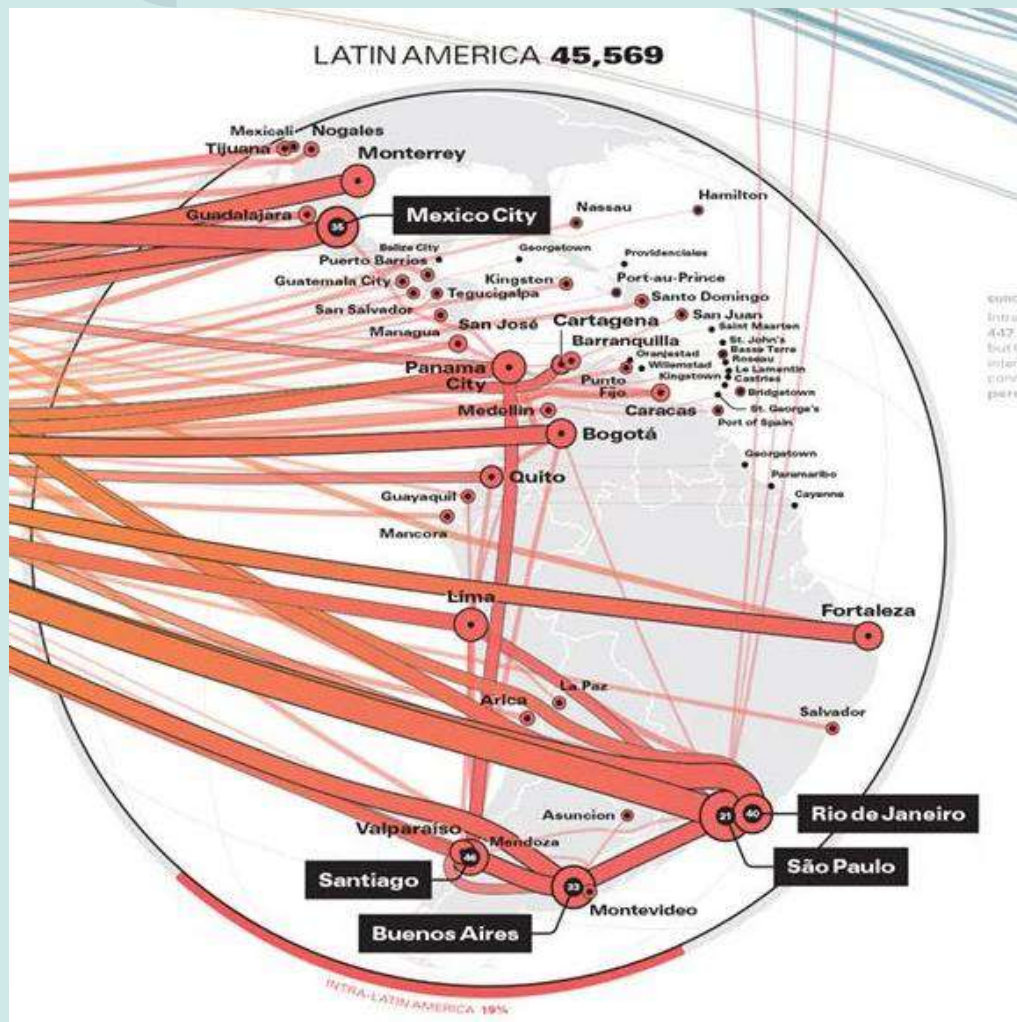 LATIN AMERICA 45,569
Mexicali
Nogales
Tijuana
Monterrey
Guadalajara
35
Mexico City
Nassau
Hamilton
Belize City
Georgetown
Providenciales
Puerto Barrios
Guatemala City
Kingston
Port-au-Prince
San Salvador
Tegucigalpa
Santo Domingo
Managua
San José
Cartagena
San Juan
Barranquilla
Saint Maarten
St. John's
Oranjestad
Basse Terre
Panama
City
Willemstad
Roseau
Punto
Fijo
Kingstown
Le Lamentin
Castries
Bridgetown
Medellin
Caracas
St. George's
Port of Spain
Bogotá
Georgetown
Quito
Paramaribo
Guayaquil
Cayenne
Mancora
Lima
Fortaleza
La Paz
Arica
Salvador
21
40
Asuncion
Rio de Janeiro
Valparaíso
Mendoza
46
São Paulo
Santiago
33
Montevideo
Buenos Aires
INTRA-LATIN AMERICA 19%